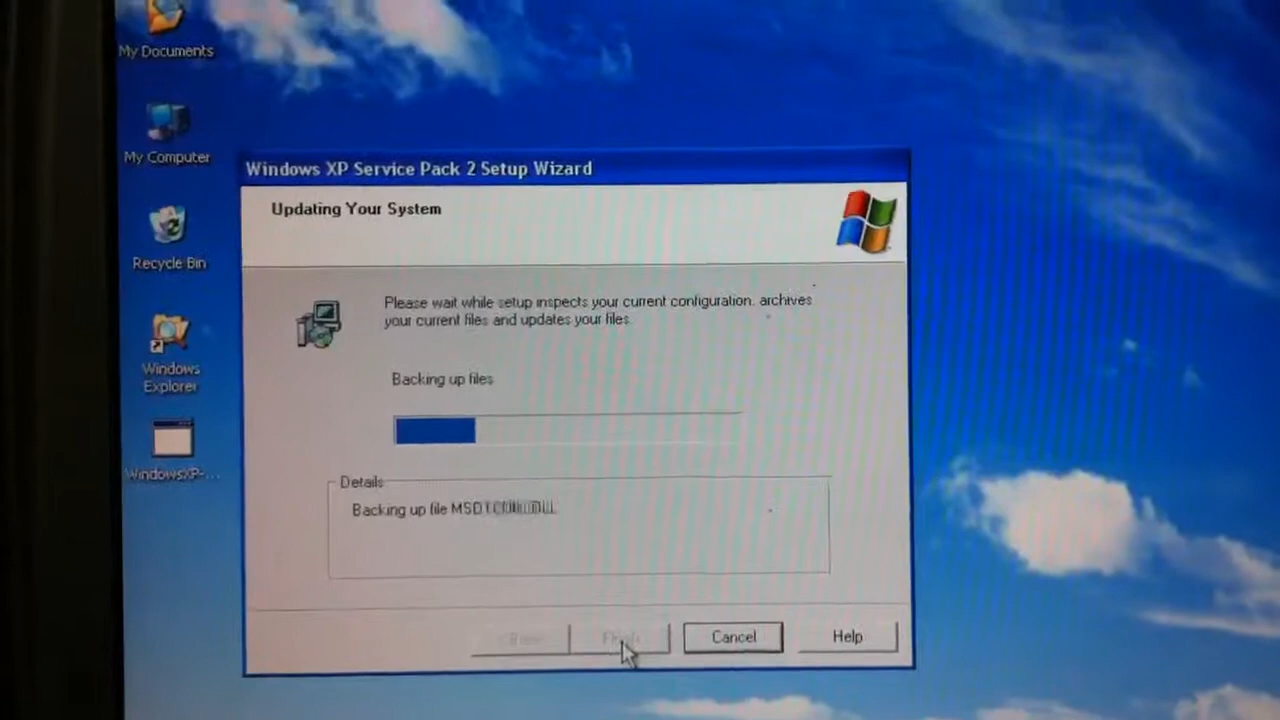 My Documents
My Computer
Recycle Bin
Windows
Explorer
WindowsXP-...
Windows XP Service Pack 2 Setup Wizard
Updating Your System
Please wait while setup inspects your current configuration, archives
your current files and updates your files.
Backing up files
Details
Backing up file
Cancel
Help